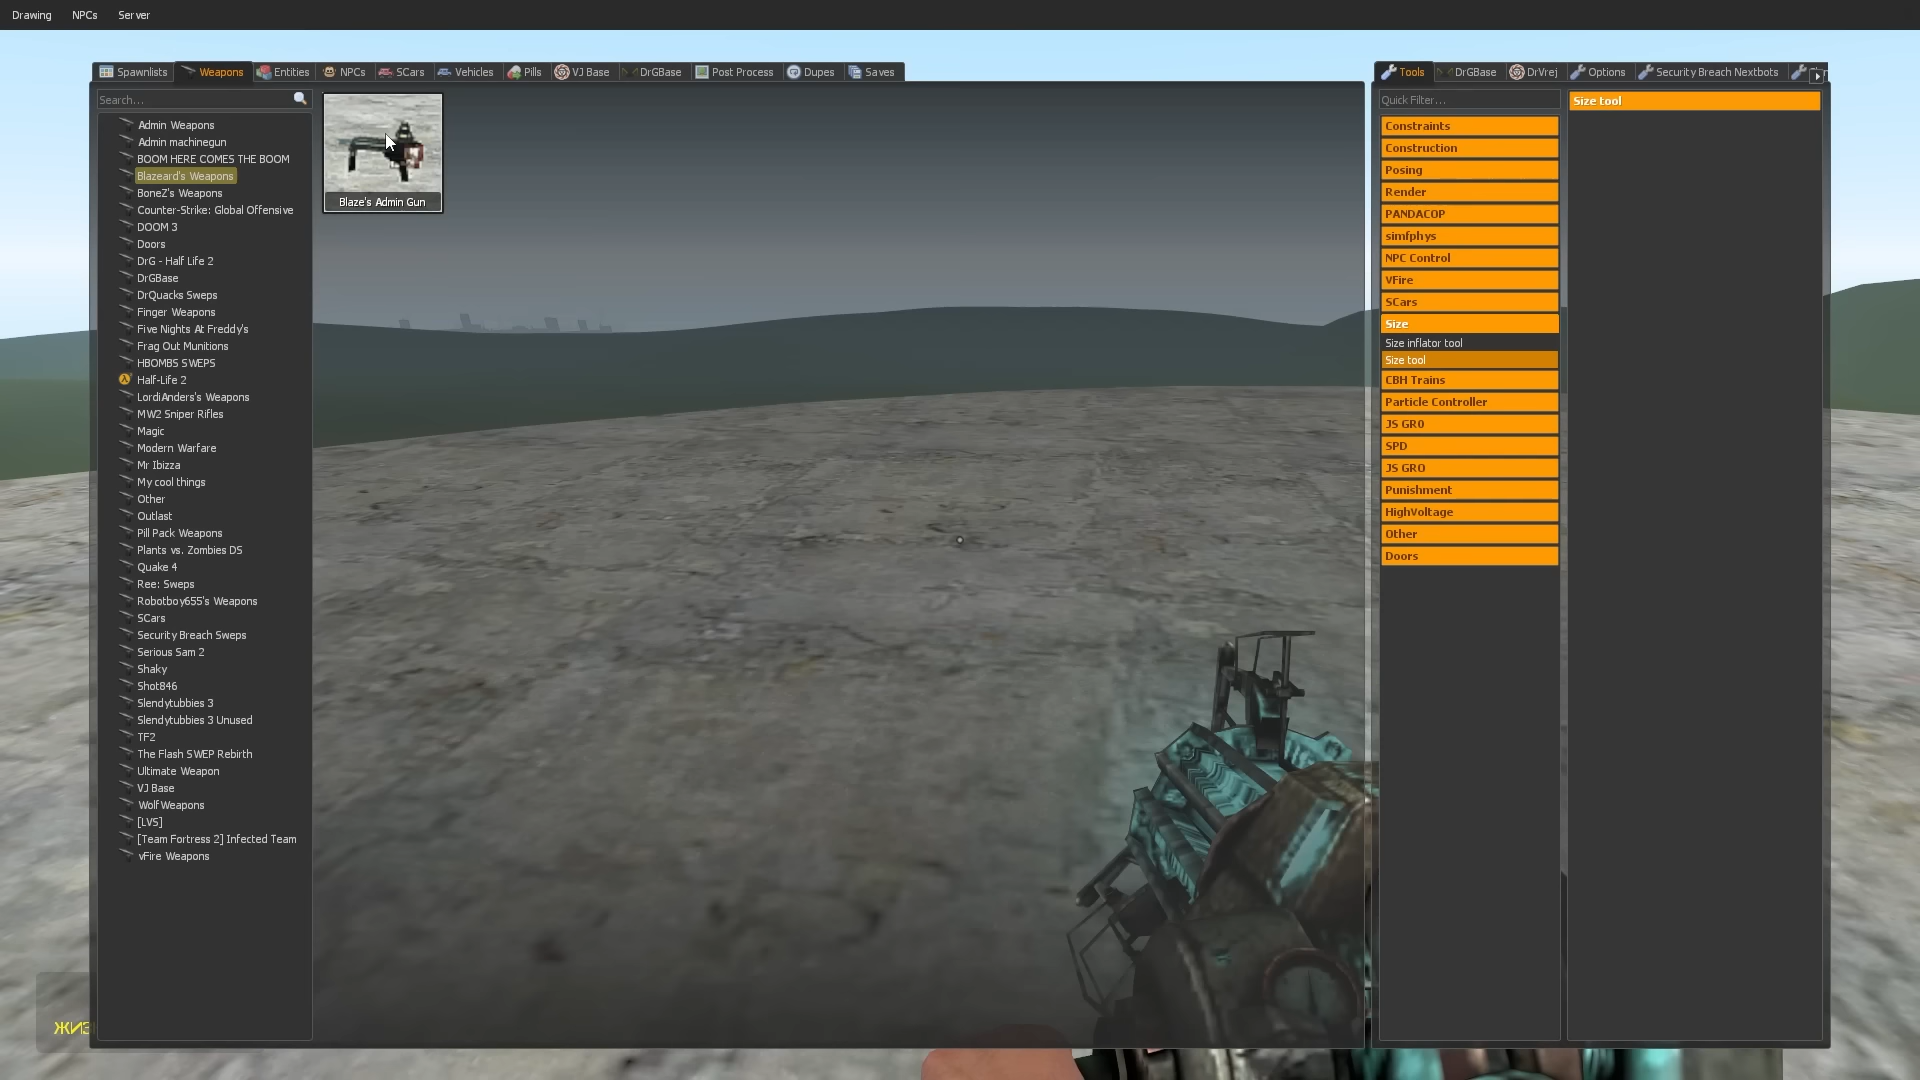 Drawing NPCs Server
Spawnlists Weapons Entities NPCs SCars Vehicles Pills VJ Base DrGBase Post Process Dupes Saves
Search...
Admin Weapons
Admin machinegun
BOOM HERE COMES THE BOOM
Blazeard's Weapons
BoneZ's Weapons
Counter-Strike: Global Offensive
DOOM 3
Doors
DrG - Half Life 2
DrGBase
DrQuacks Sweps
Finger Weapons
Five Nights At Freddy's
Frag Out Munitions
HBOMBS SWEPS
Half-Life 2
LordiAnders's Weapons
MW2 Sniper Rifles
Magic
Modern Warfare
Mr Ibizza
My cool things
Other
Outlast
Pill Pack Weapons
Plants vs. Zombies DS
Quake 4
Ree: Sweps
Robotboy655's Weapons
SCars
Security Breach Sweps
Serious Sam 2
Shaky
Shot846
Slendytubbies 3
Slendytubbies 3 Unused
TF2
The Flash SWEP Rebirth
Ultimate Weapon
VJ Base
Wolf Weapons
[LVS]
[Team Fortress 2] Infected Team
vFire Weapons
Blaze's Admin Gun
Tools DrGBase DrVrej Options Security Breach Nextbots
Quick Filter...
Constraints
Construction
Posing
Render
PANDACOP
simfphys
NPC Control
VFire
SCars
Size
Size inflator tool
Size tool
CBH Trains
Particle Controller
JS GR0
SPD
JS GRO
Punishment
HighVoltage
Other
Doors
Size tool